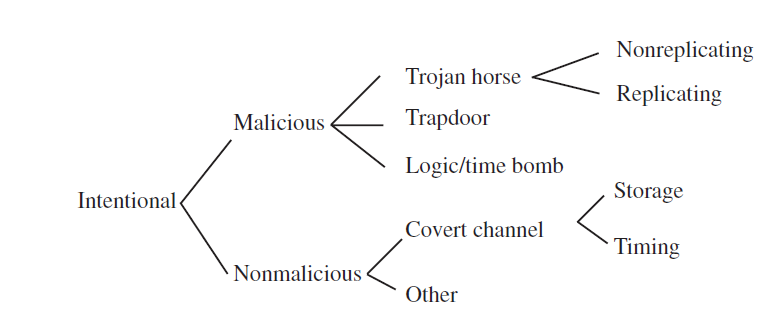 Nonreplicating
Trojan horse
Replicating
Malicious
Trapdoor
Logic/time bomb
Intentional
Storage
Covert channel
Timing
Nonmalicious
Other